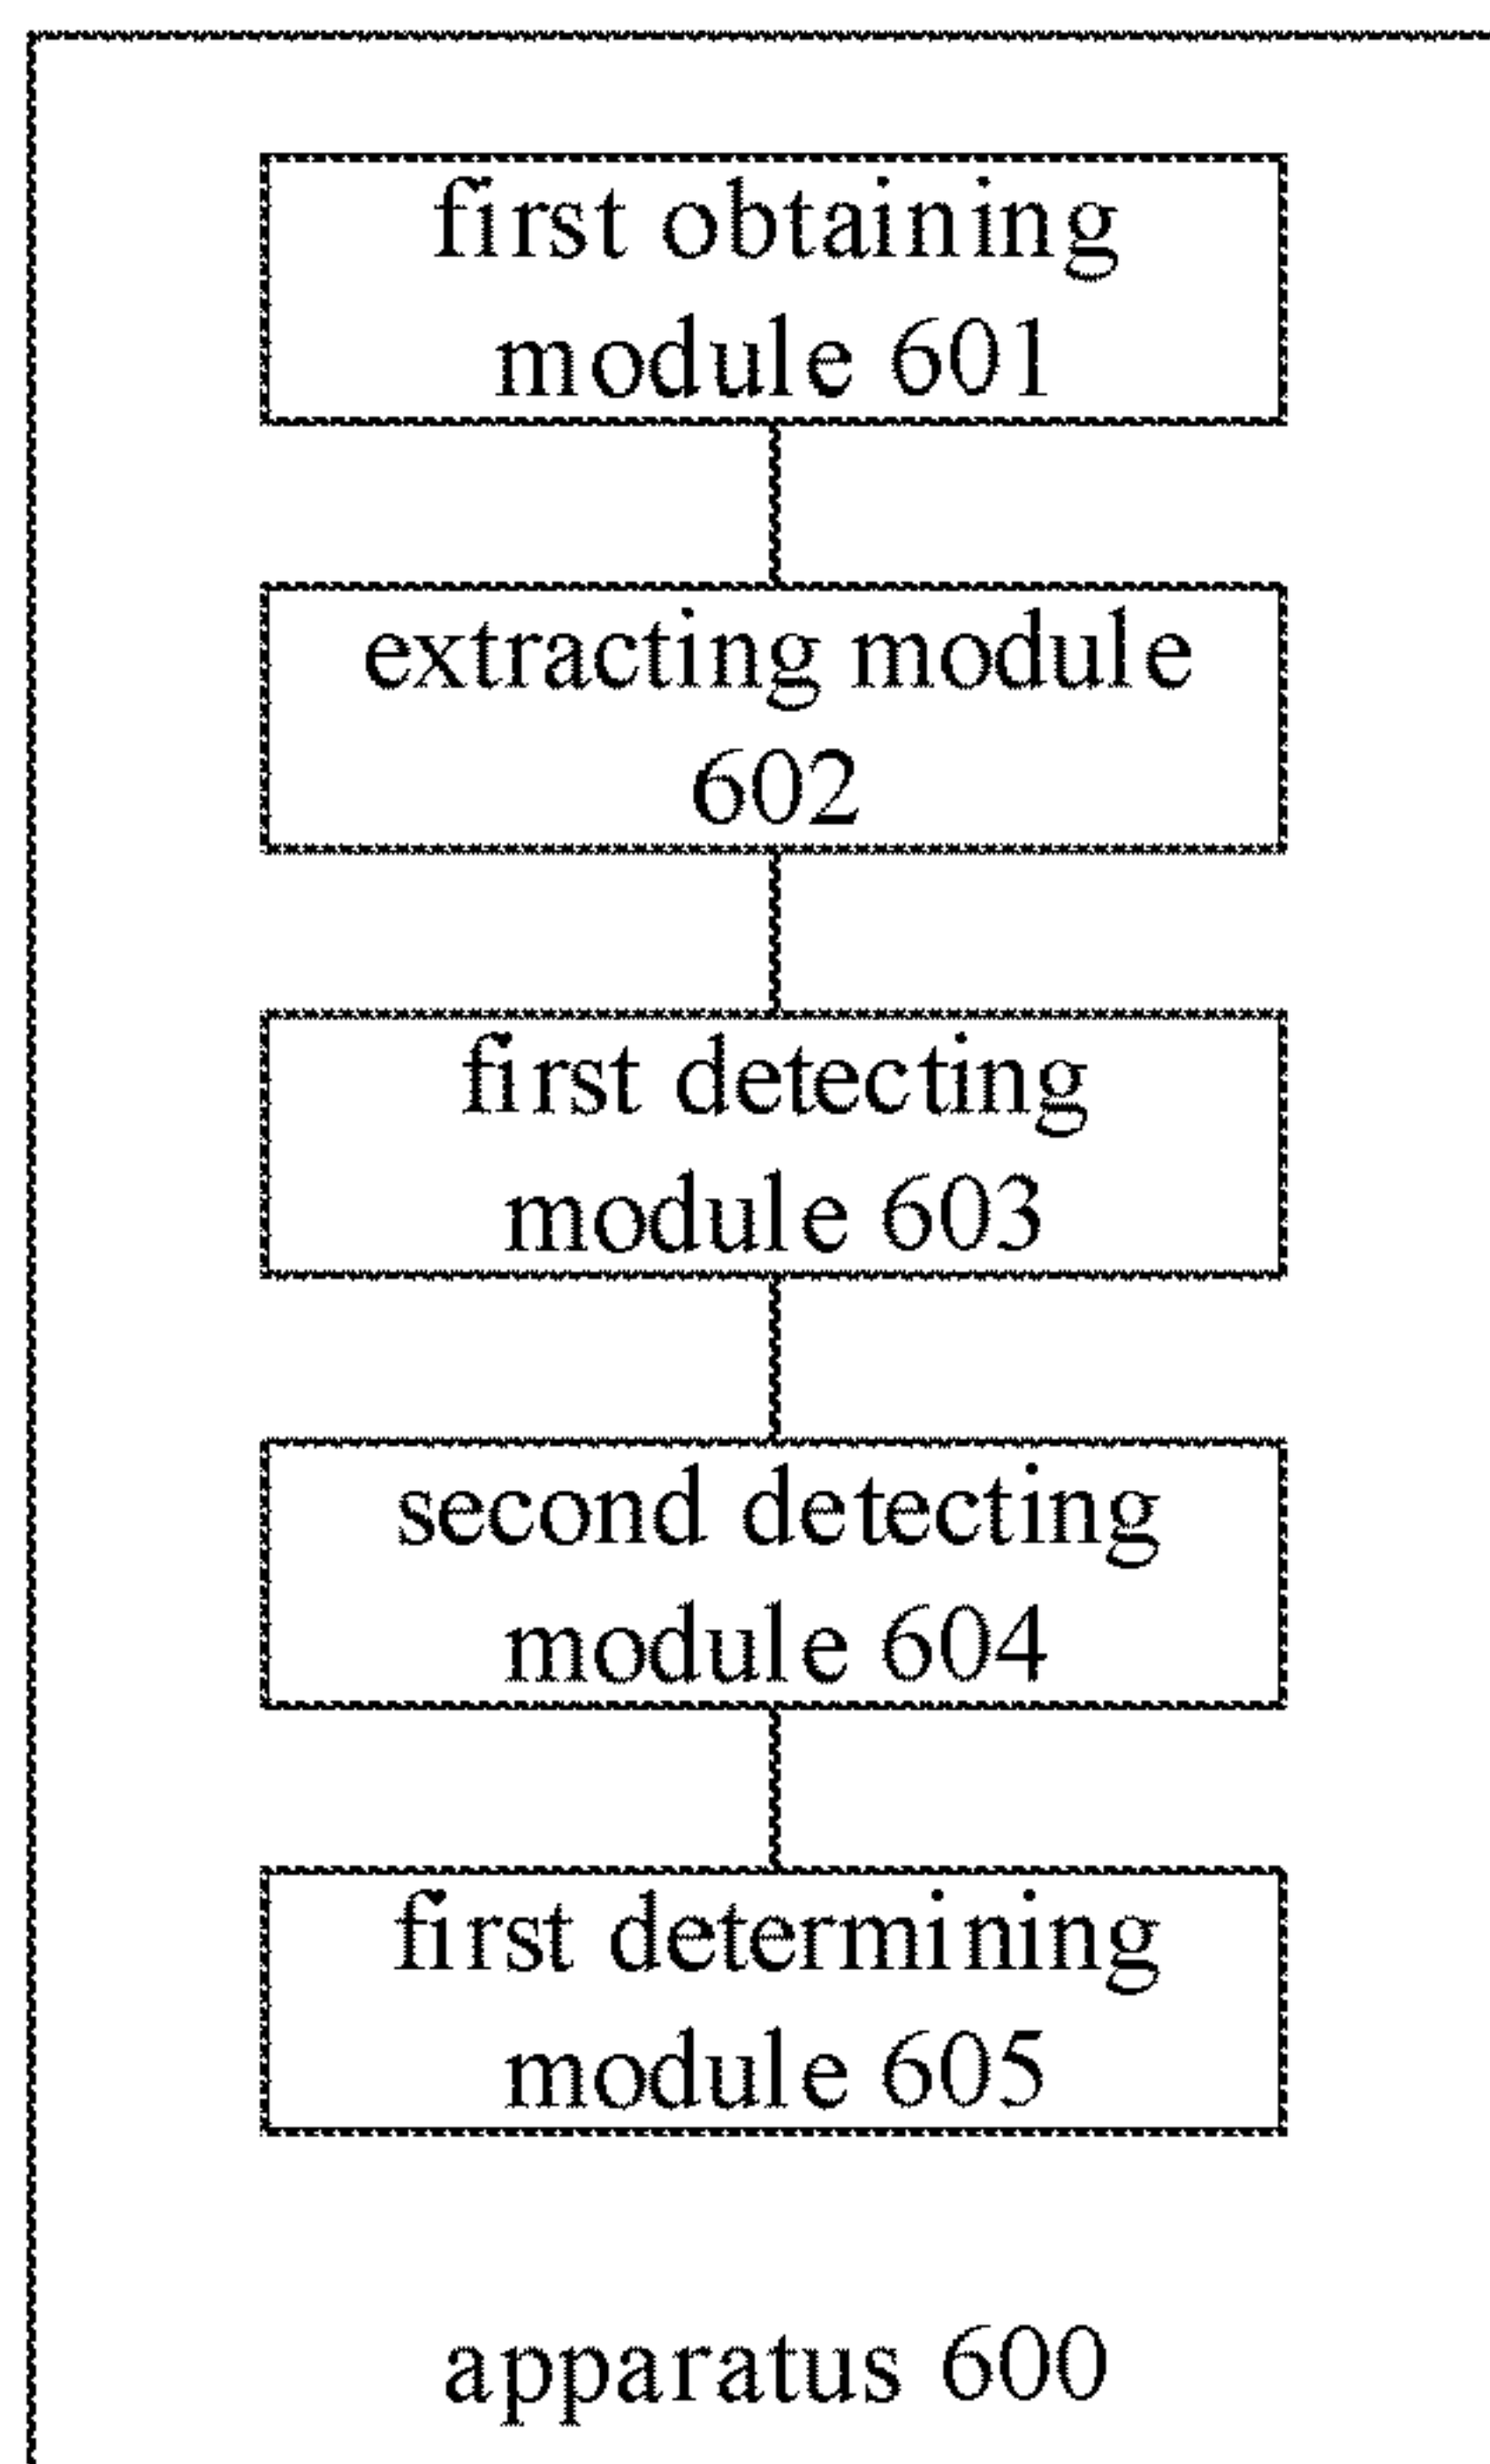 first obtaining
module 601
extracting module
602
first detecting
module 603
second detecting
module 604
first determining
module 605
apparatus 600